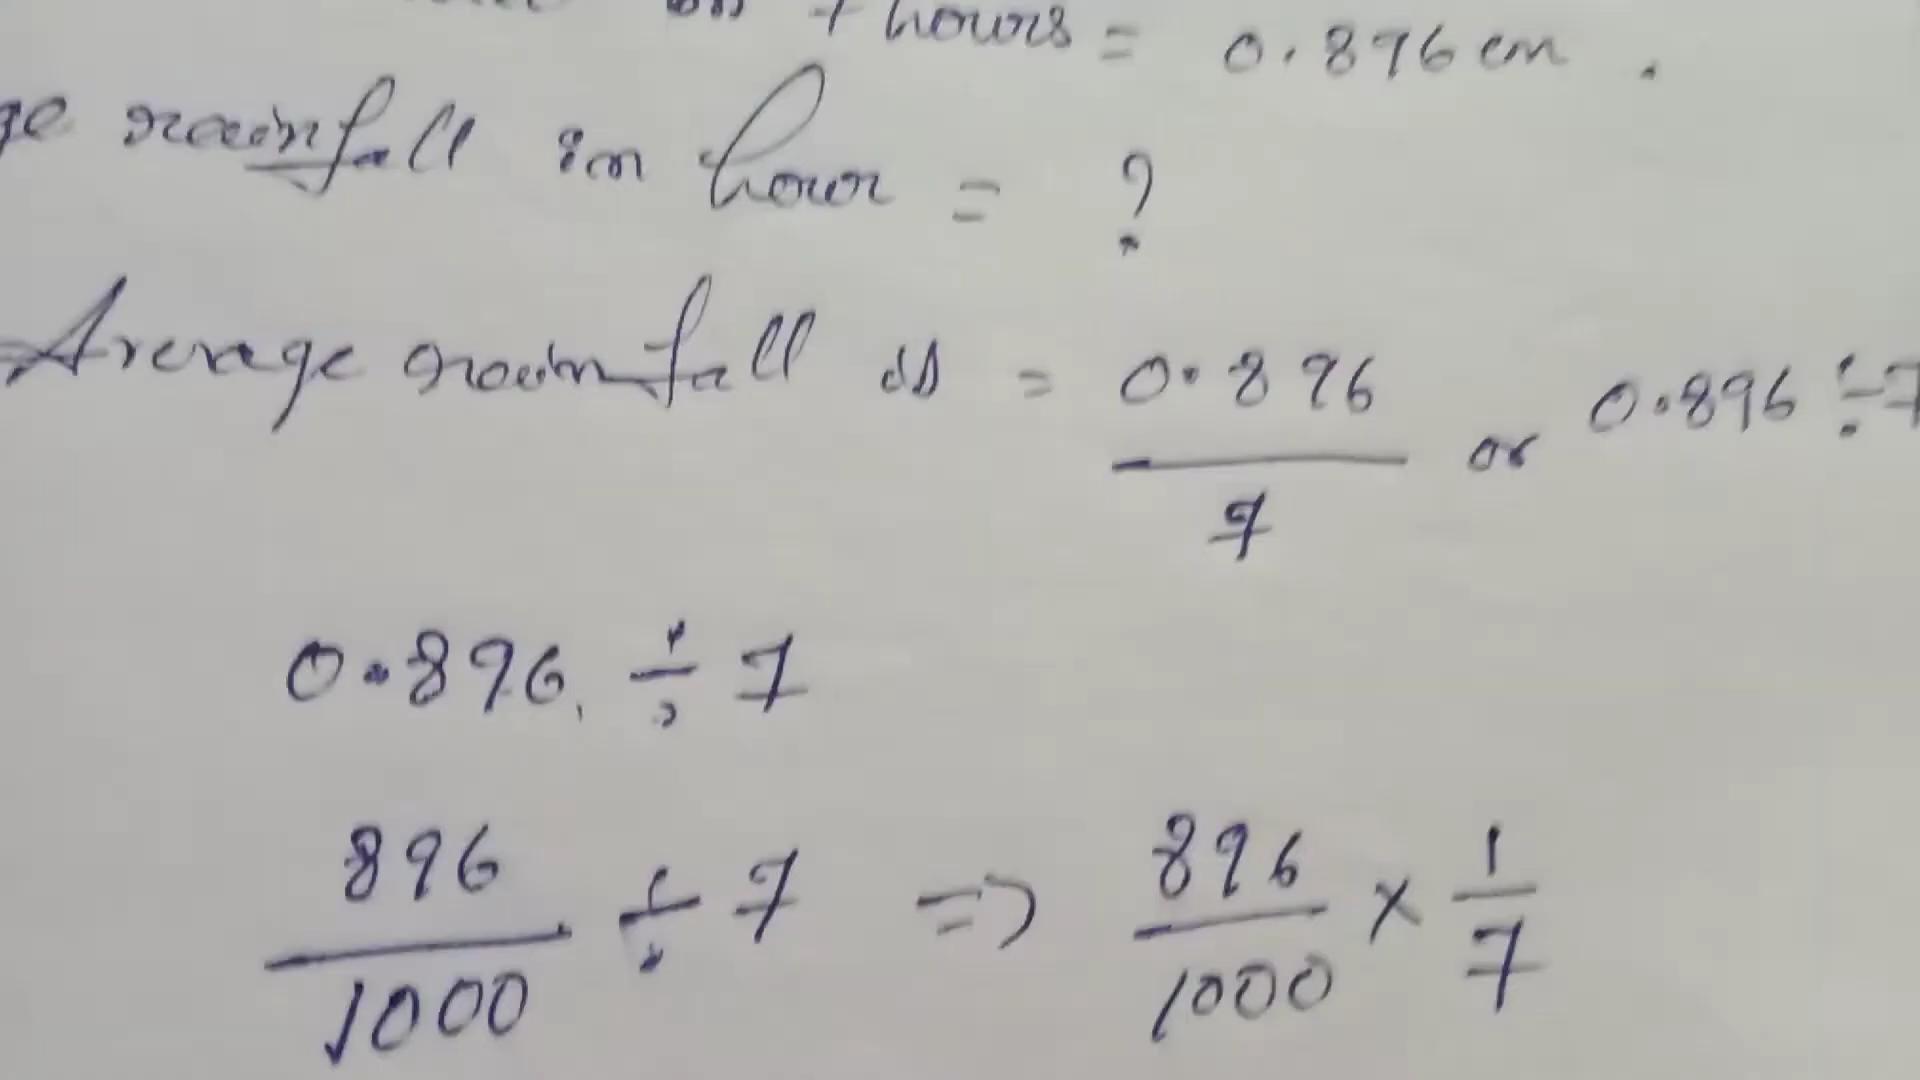 hours = 0.896 cm .
rainfall in hour = ?
Average rainfall is = 0.896 / 7 or 0.896 ÷ 7
0.896 ÷ 7
896 / 1000 ÷ 7 => 896 / 1000 × 1 / 7